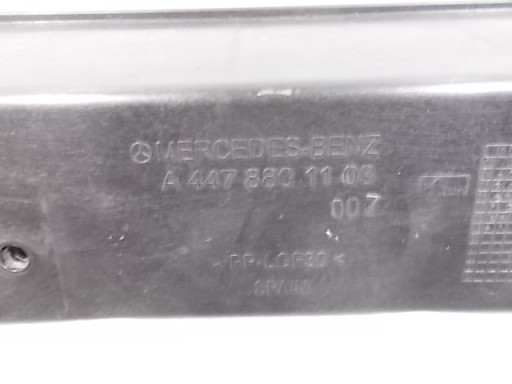 MERCEDES-BENZ
A 447 880 11 03
007
PP-LGF30<
SPAIN